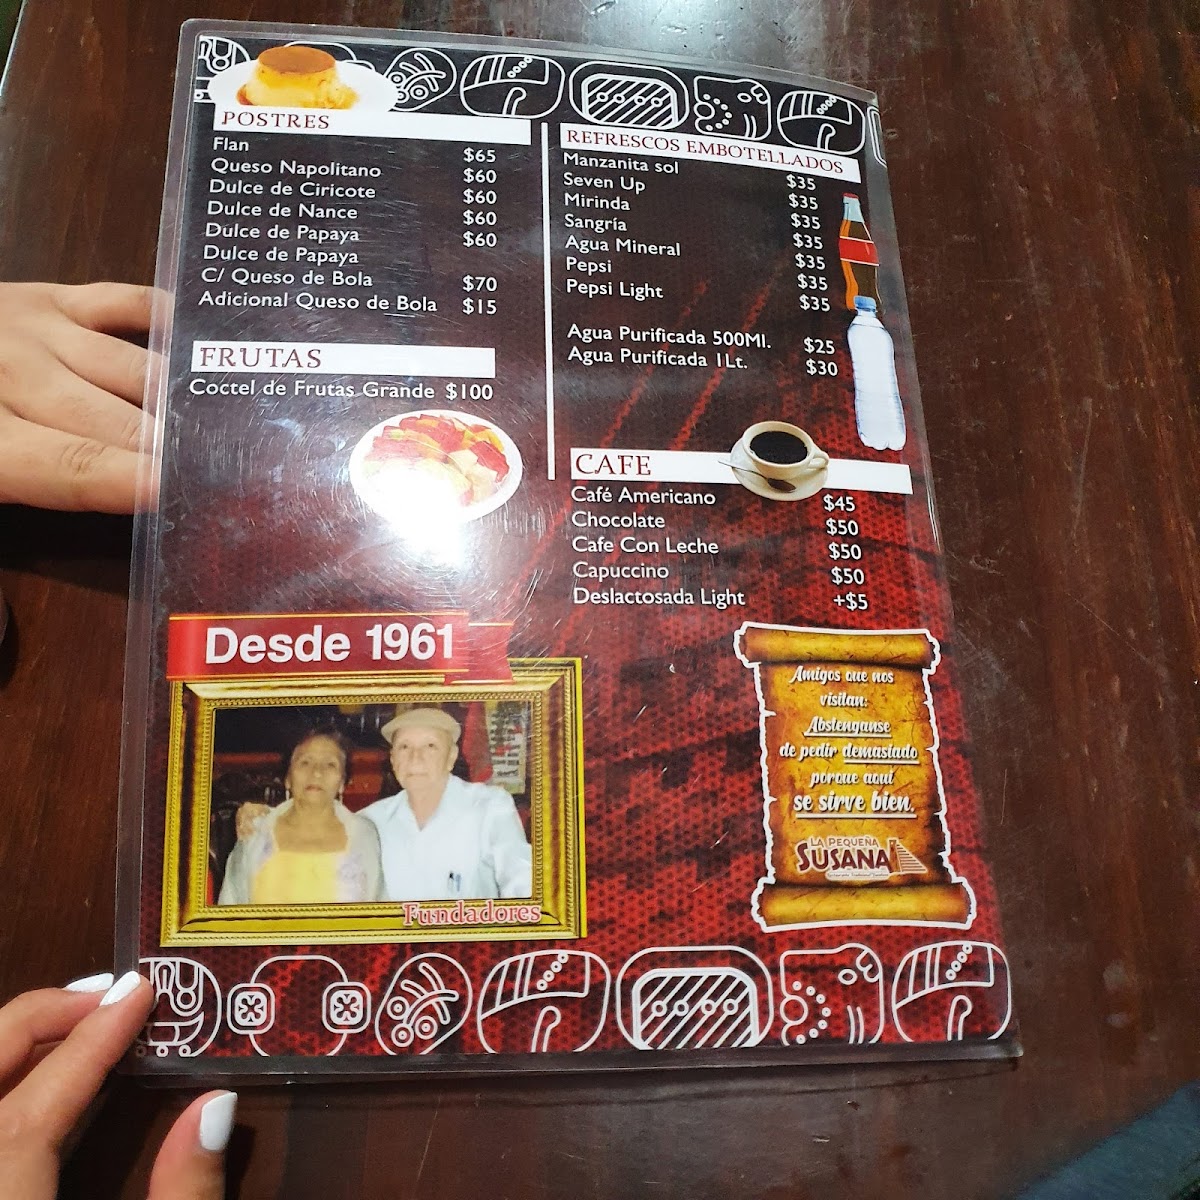 POSTRES
Flan $65
Queso Napolitano $60
Dulce de Ciricote $60
Dulce de Nance $60
Dulce de Papaya $60
Dulce de Papaya
C/ Queso de Bola $70
Adicional Queso de Bola $15
FRUTAS
Coctel de Frutas Grande $100
REFRESCOS EMBOTELLADOS
Manzanita sol $35
Seven Up $35
Mirinda $35
Sangría $35
Agua Mineral $35
Pepsi $35
Pepsi Light $35
Agua Purificada 500Ml. $25
Agua Purificada 1Lt. $30
CAFE
Café Americano $45
Chocolate $50
Cafe Con Leche $50
Capuccino $50
Deslactosada Light +$5
Desde 1961
Fundadores
Amigos que nos
visitan:
Abstenganse
de pedir demasiado
porque aquí
se sirve bien.
LA PEQUEÑA
SUSANA